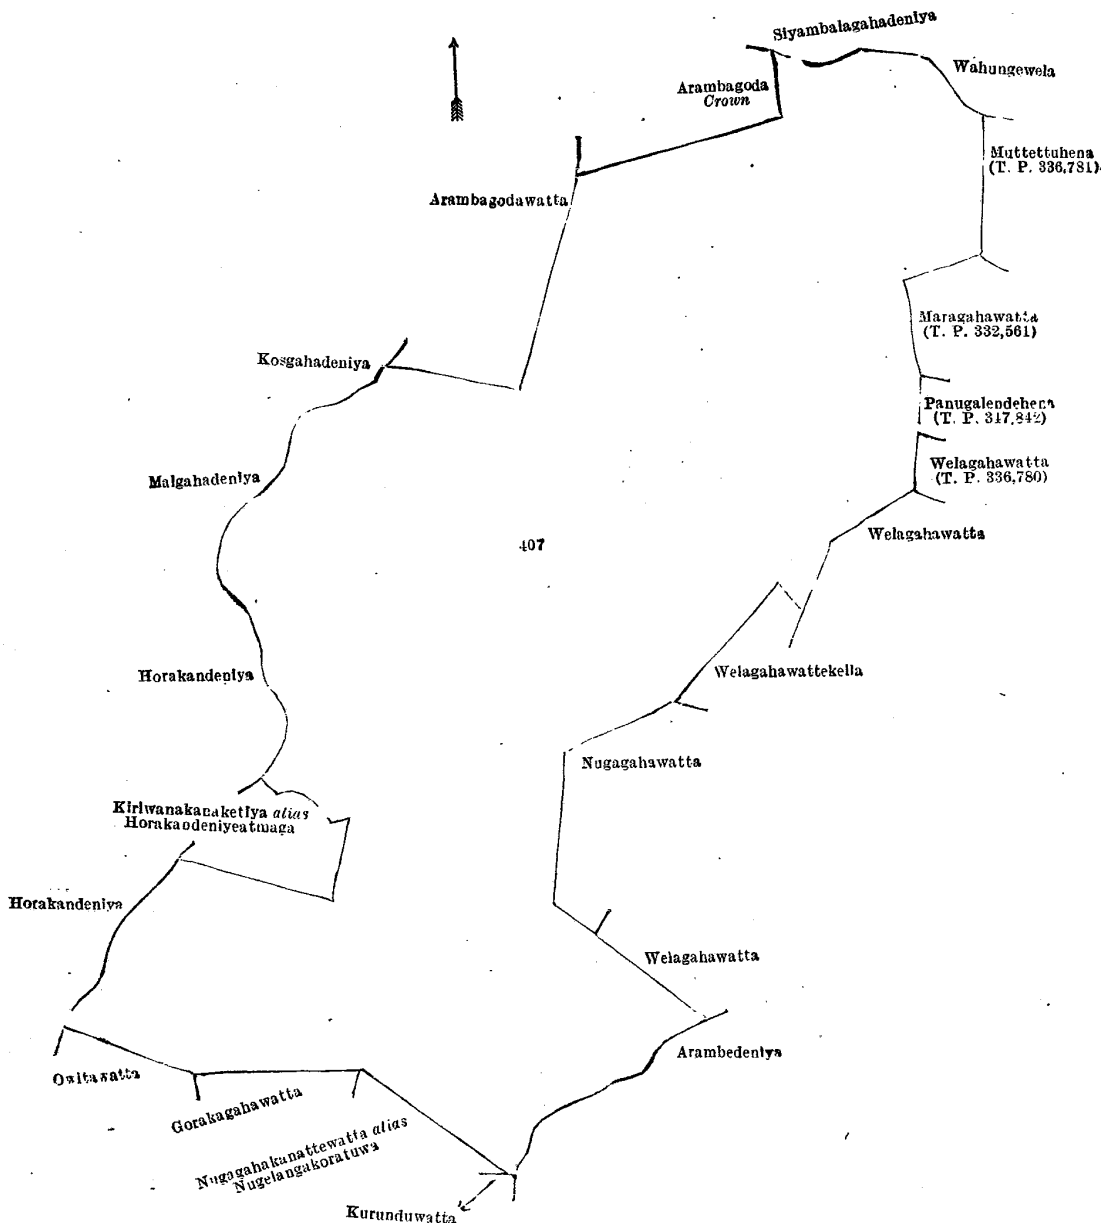 Siyambalagahadeniya
Wahungewela
Arambagoda
Crown
Muttettuhena
(T. P. 336,781)
Arambagodawatta
Maragahawatta
(T. P. 332,561)
Kosgahadeniya
Panugalendehena
(T. P. 317,842)
Welagahawatta
(T. P. 336,780)
Malgahadeniya
Welagahawatta
407
Horakandeniya
Welagahawattekella
Nugagahawatta
Kiriwanakanaketiya alias
Horakandeniyeatmaga
Horakandeniya
Welagahawatta
Arambedeniya
Owitawatta
Gorakagahawatta
Nugagahakanattewatta alias
Nugelangakoratuwa
Kurunduwatta